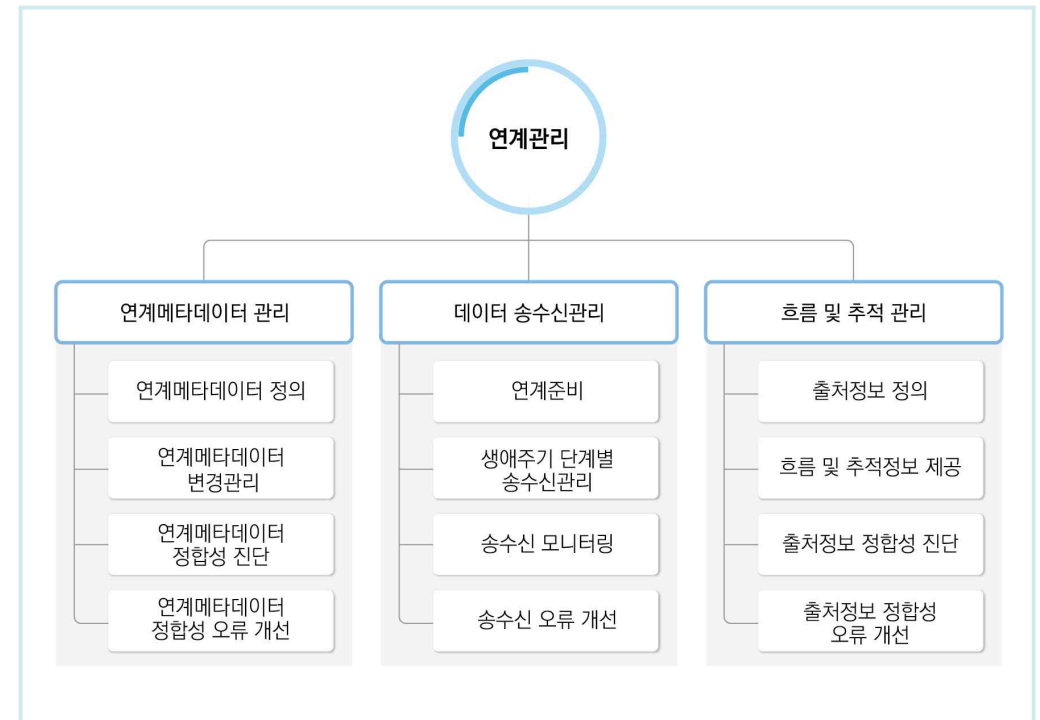 연계관리
연계메타데이터 관리
연계메타데이터 정의
연계메타데이터
변경관리
연계메타데이터
정합성 진단
연계메타데이터
정합성 오류 개선
데이터 송수신관리
연계준비
생애주기 단계별
송수신관리
송수신 모니터링
송수신 오류 개선
흐름 및 추적 관리
출처정보 정의
흐름 및 추적정보 제공
출처정보 정합성 진단
출처정보 정합성
오류 개선